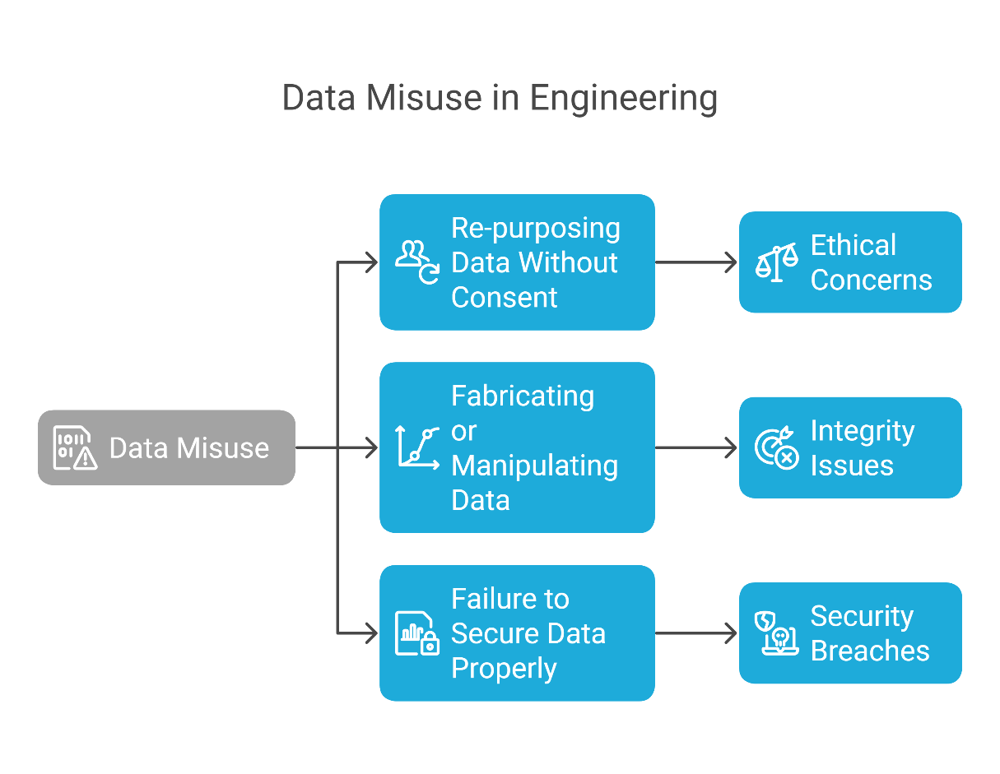 Data Misuse in Engineering
Re-purposing
Data Without
Consent
Ethical
Concerns
Data Misuse
Fabricating
or
Manipulating
Data
Integrity
Issues
Failure to
Secure Data
Properly
Security
Breaches